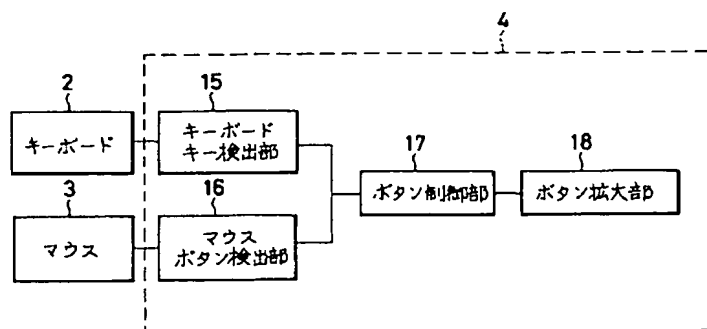 4
2
15
キーボード
キーボード
キー検出部
17
18
ボタン制御部
ボタン拡大部
3
16
マウス
マウス
ボタン検出部